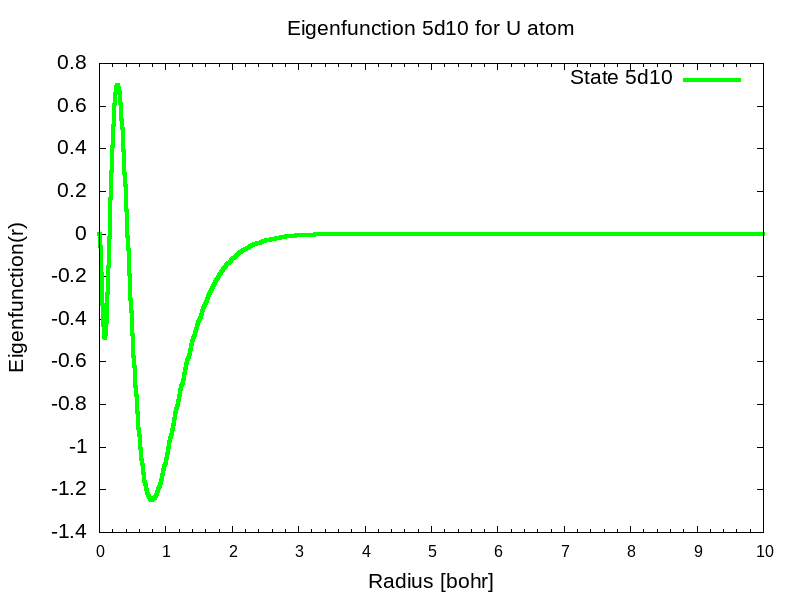 Eigenfunction 5d10 for U atom
State 5d10
0.8
0.6
0.4
0.2
0
-0.2
-0.4
-0.6
-0.8
-1
-1.2
-1.4
Eigenfunction(r)
0 1 2 3 4 5 6 7 8 9 10
Radius [bohr]